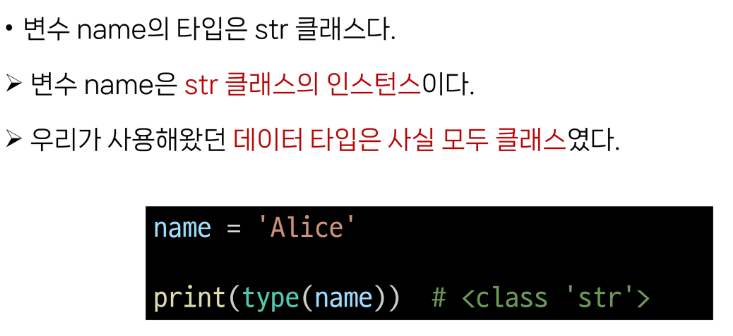 • 변수 name의 타입은 str 클래스다.
➢ 변수 name은 str 클래스의 인스턴스이다.
➢ 우리가 사용해왔던 데이터 타입은 사실 모두 클래스였다.
name = 'Alice'
print(type(name))  # <class 'str'>